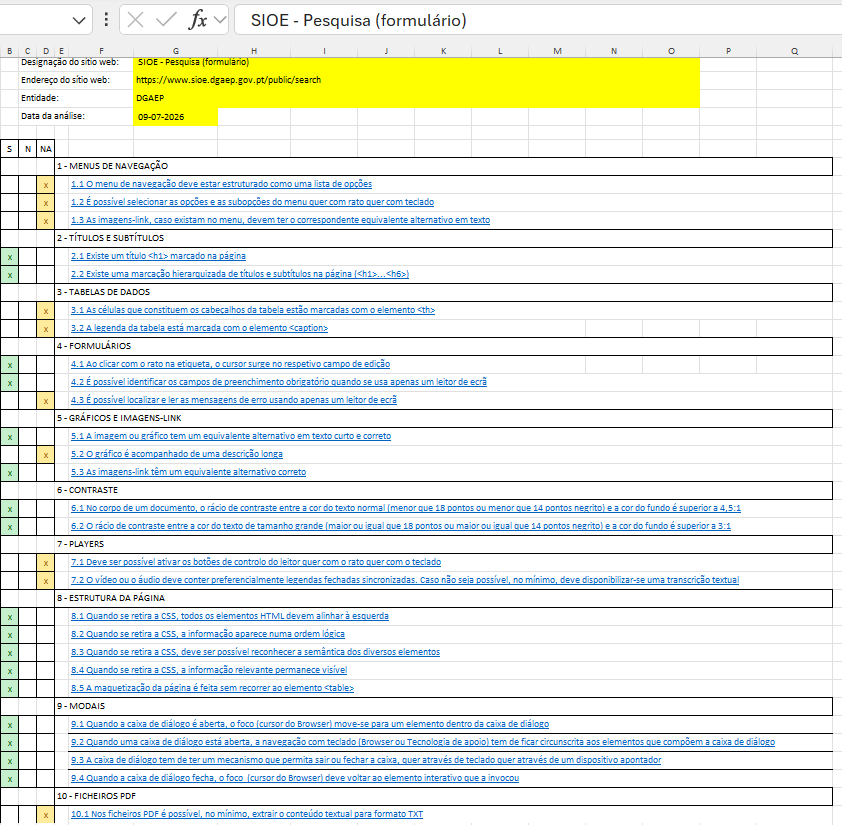 fx SIOE - Pesquisa (formulário)
B C D E F G H I J K L M N O P Q
Designação do sítio web: SIOE - Pesquisa (formulário)
Endereço do sítio web: https://www.sioe.dgaep.gov.pt/public/search
Entidade: DGAEP
Data da análise: 09-07-2026
S N NA
1 - MENUS DE NAVEGAÇÃO
x 1.1 O menu de navegação deve estar estruturado como uma lista de opções
x 1.2 É possível selecionar as opções e as subopções do menu quer com rato quer com teclado
x 1.3 As imagens-link, caso existam no menu, devem ter o correspondente equivalente alternativo em texto
2 - TÍTULOS E SUBTÍTULOS
x 2.1 Existe um título <h1> marcado na página
x 2.2 Existe uma marcação hierarquizada de títulos e subtítulos na página (<h1>...<h6>)
3 - TABELAS DE DADOS
x 3.1 As células que constituem os cabeçalhos da tabela estão marcadas com o elemento <th>
x 3.2 A legenda da tabela está marcada com o elemento <caption>
4 - FORMULÁRIOS
x 4.1 Ao clicar com o rato na etiqueta, o cursor surge no respetivo campo de edição
x 4.2 É possível identificar os campos de preenchimento obrigatório quando se usa apenas um leitor de ecrã
x 4.3 É possível localizar e ler as mensagens de erro usando apenas um leitor de ecrã
5 - GRÁFICOS E IMAGENS-LINK
x 5.1 A imagem ou gráfico tem um equivalente alternativo em texto curto e correto
x 5.2 O gráfico é acompanhado de uma descrição longa
x 5.3 As imagens-link têm um equivalente alternativo correto
6 - CONTRASTE
x 6.1 No corpo de um documento, o rácio de contraste entre a cor do texto normal (menor que 18 pontos ou menor que 14 pontos negrito) e a cor do fundo é superior a 4,5:1
x 6.2 O rácio de contraste entre a cor do texto de tamanho grande (maior ou igual que 18 pontos ou maior ou igual que 14 pontos negrito) e a cor do fundo é superior a 3:1
7 - PLAYERS
x 7.1 Deve ser possível ativar os botões de controlo do leitor quer com o rato quer com o teclado
x 7.2 O vídeo ou o áudio deve conter preferencialmente legendas fechadas sincronizadas. Caso não seja possível, no mínimo, deve disponibilizar-se uma transcrição textual
8 - ESTRUTURA DA PÁGINA
x 8.1 Quando se retira a CSS, todos os elementos HTML devem alinhar à esquerda
x 8.2 Quando se retira a CSS, a informação aparece numa ordem lógica
x 8.3 Quando se retira a CSS, deve ser possível reconhecer a semântica dos diversos elementos
x 8.4 Quando se retira a CSS, a informação relevante permanece visível
x 8.5 A maquetização da página é feita sem recorrer ao elemento <table>
9 - MODAIS
x 9.1 Quando a caixa de diálogo é aberta, o foco (cursor do Browser) move-se para um elemento dentro da caixa de diálogo
x 9.2 Quando uma caixa de diálogo está aberta, a navegação com teclado (Browser ou Tecnologia de apoio) tem de ficar circunscrita aos elementos que compõem a caixa de diálogo
x 9.3 A caixa de diálogo tem de ter um mecanismo que permita sair ou fechar a caixa, quer através de teclado quer através de um dispositivo apontador
x 9.4 Quando a caixa de diálogo fecha, o foco (cursor do Browser) deve voltar ao elemento interativo que a invocou
10 - FICHEIROS PDF
x 10.1 Nos ficheiros PDF é possível, no mínimo, extrair o conteúdo textual para formato TXT